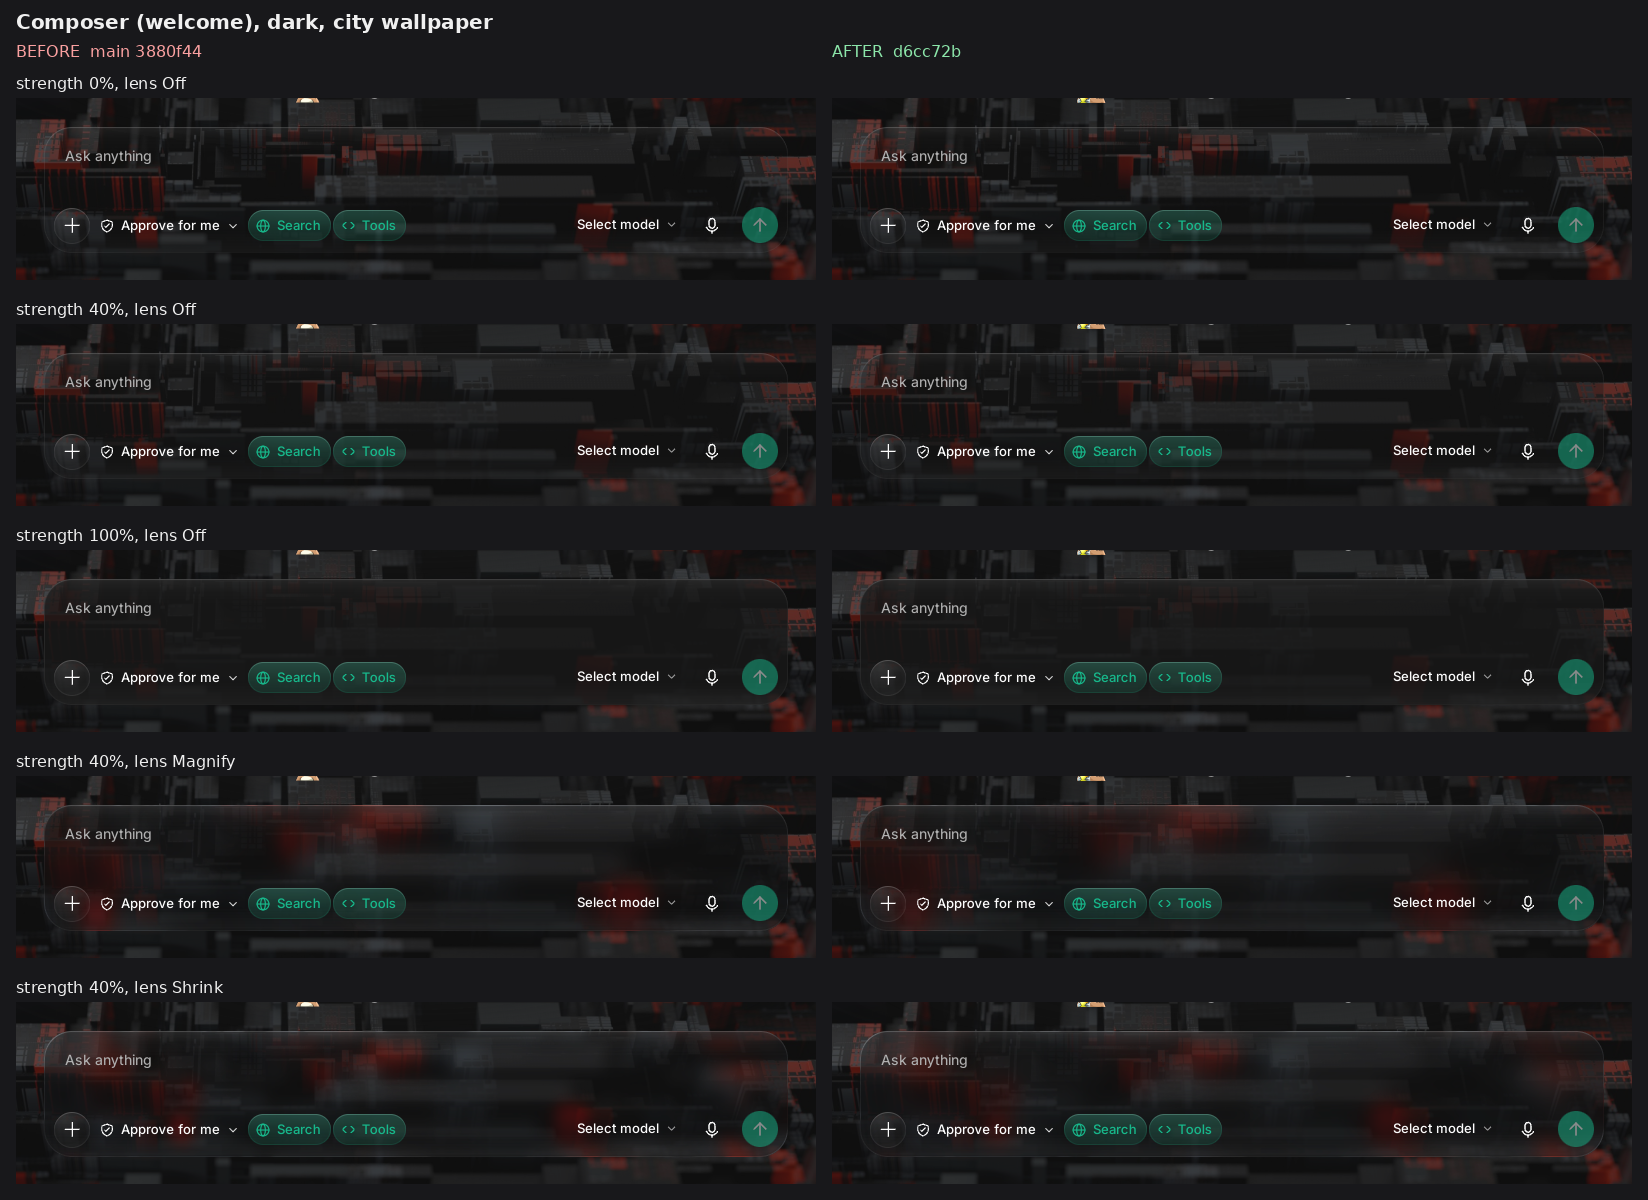 Composer (welcome), dark, city wallpaper
BEFORE main 3880f44
AFTER d6cc72b
strength 0%, lens Off
Ask anything
Approve for me
Search
Tools
Select model
Ask anything
Approve for me
Search
Tools
Select model
strength 40%, lens Off
Ask anything
Approve for me
Search
Tools
Select model
Ask anything
Approve for me
Search
Tools
Select model
strength 100%, lens Off
Ask anything
Approve for me
Search
Tools
Select model
Ask anything
Approve for me
Search
Tools
Select model
strength 40%, lens Magnify
Ask anything
Approve for me
Search
Tools
Select model
Ask anything
Approve for me
Search
Tools
Select model
strength 40%, lens Shrink
Ask anything
Approve for me
Search
Tools
Select model
Ask anything
Approve for me
Search
Tools
Select model